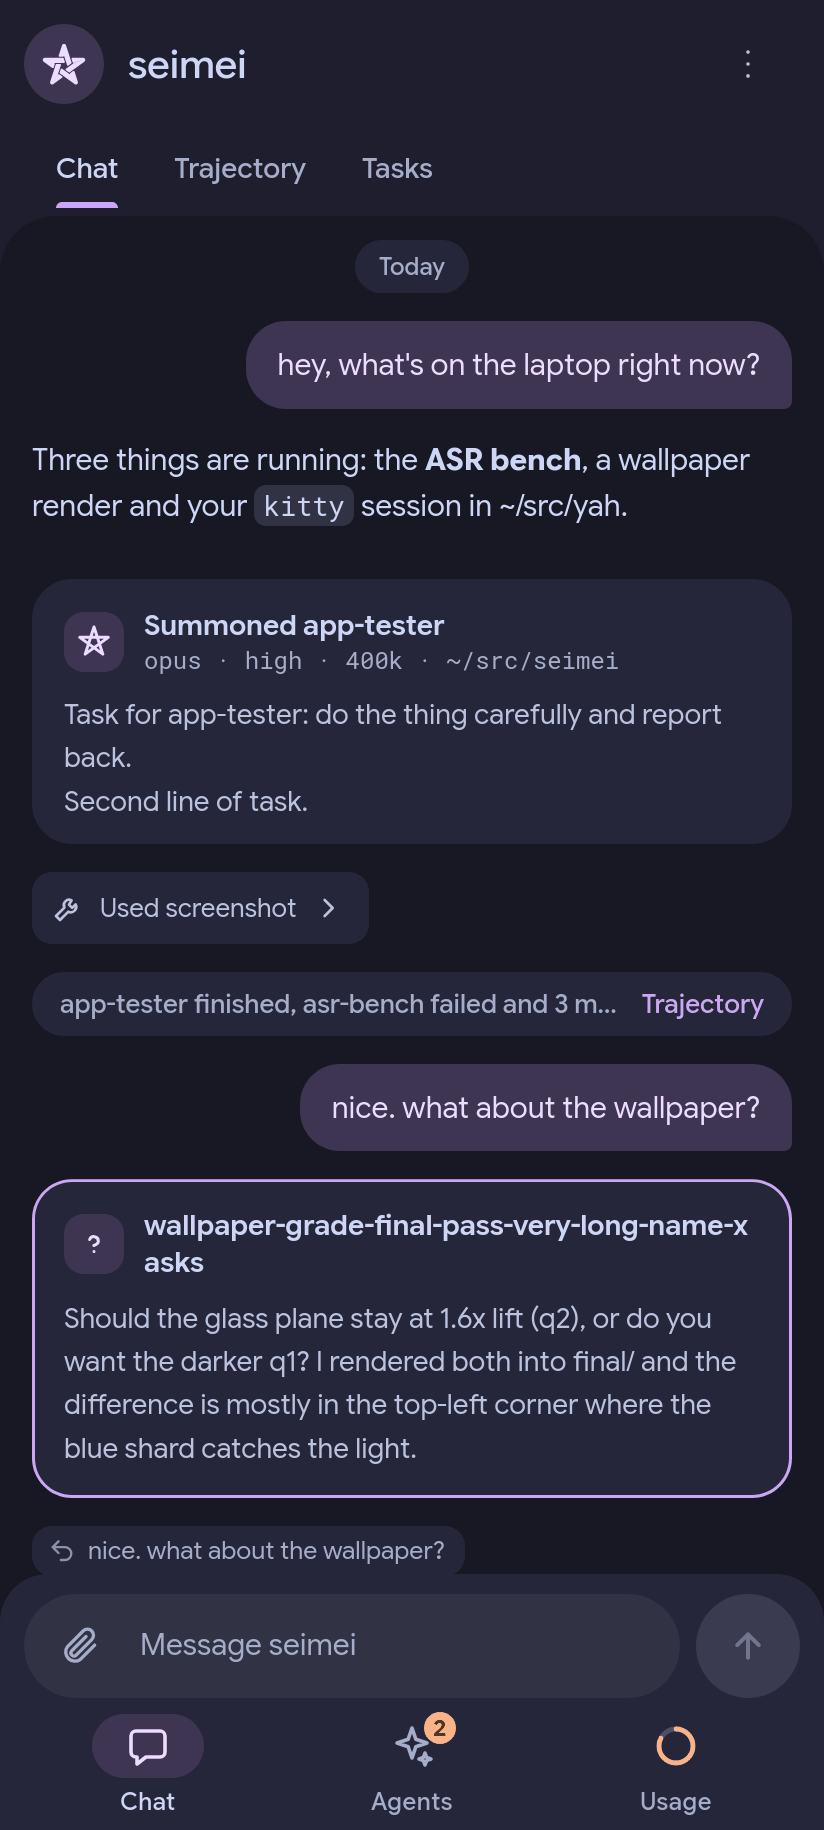 seimei
Chat
Trajectory
Tasks
Today
hey, what's on the laptop right now?
Three things are running: the ASR bench, a wallpaper
render and your kitty session in ~/src/yah.
Summoned app-tester
opus · high · 400k · ~/src/seimei
Task for app-tester: do the thing carefully and report
back.
Second line of task.
Used screenshot
app-tester finished, asr-bench failed and 3 m... Trajectory
nice. what about the wallpaper?
?
wallpaper-grade-final-pass-very-long-name-x
asks
Should the glass plane stay at 1.6x lift (q2), or do you
want the darker q1? I rendered both into final/ and the
difference is mostly in the top-left corner where the
blue shard catches the light.
nice. what about the wallpaper?
Message seimei
2
Chat
Agents
Usage